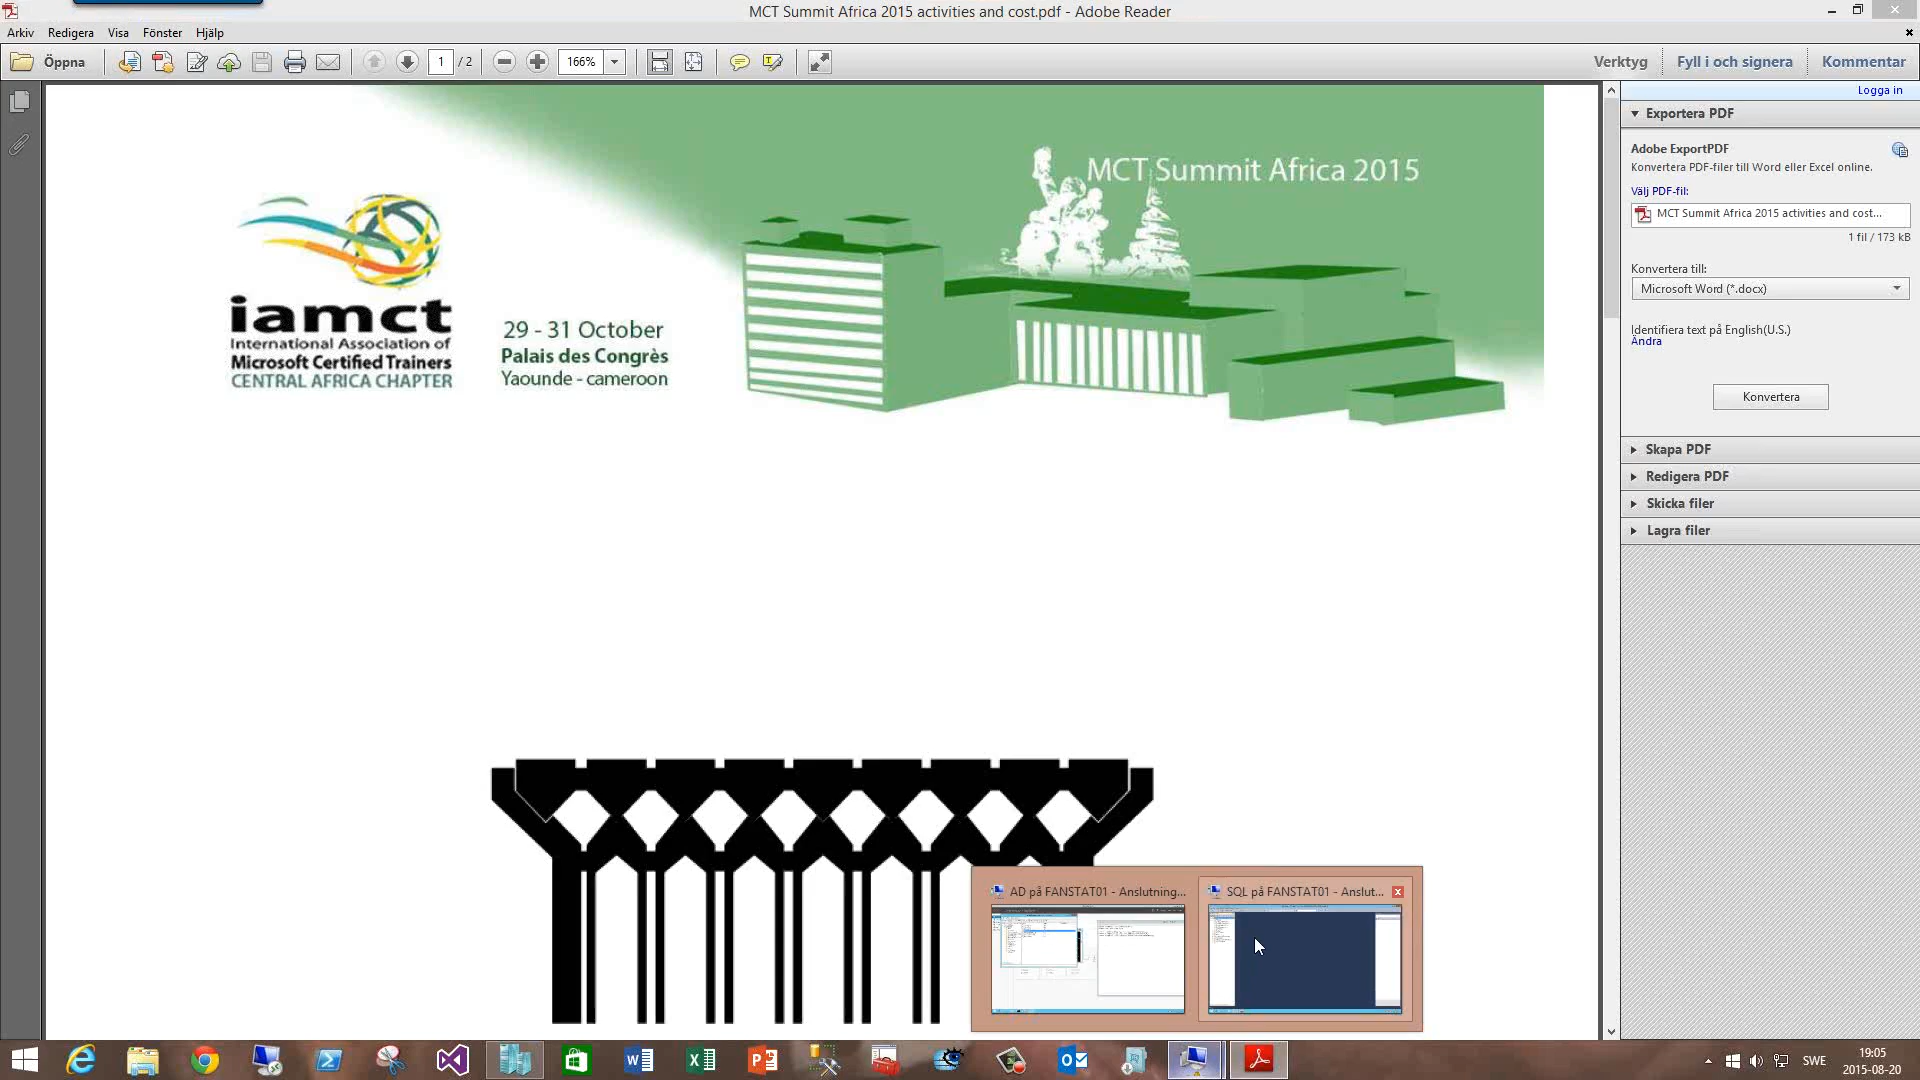 MCT Summit Africa 2015 activities and cost.pdf - Adobe Reader
Arkiv Redigera Visa Fönster Hjälp
Öppna 1 / 2 166% Verktyg Fyll i och signera Kommentar
Logga in
Exportera PDF
Adobe ExportPDF
Konvertera PDF-filer till Word eller Excel online.
Välj PDF-fil:
MCT Summit Africa 2015 activities and cost...
1 fil / 173 kB
Konvertera till:
Microsoft Word (*.docx)
Identifiera text på English(U.S.)
Ändra
Konvertera
Skapa PDF
Redigera PDF
Skicka filer
Lagra filer
MCT Summit Africa 2015
iamct
International Association of
Microsoft Certified Trainers
CENTRAL AFRICA CHAPTER
29 - 31 October
Palais des Congrès
Yaounde - cameroon
AD på FANSTAT01 - Anslutning...
SQL på FANSTAT01 - Anslut...
SWE
19:05
2015-08-20